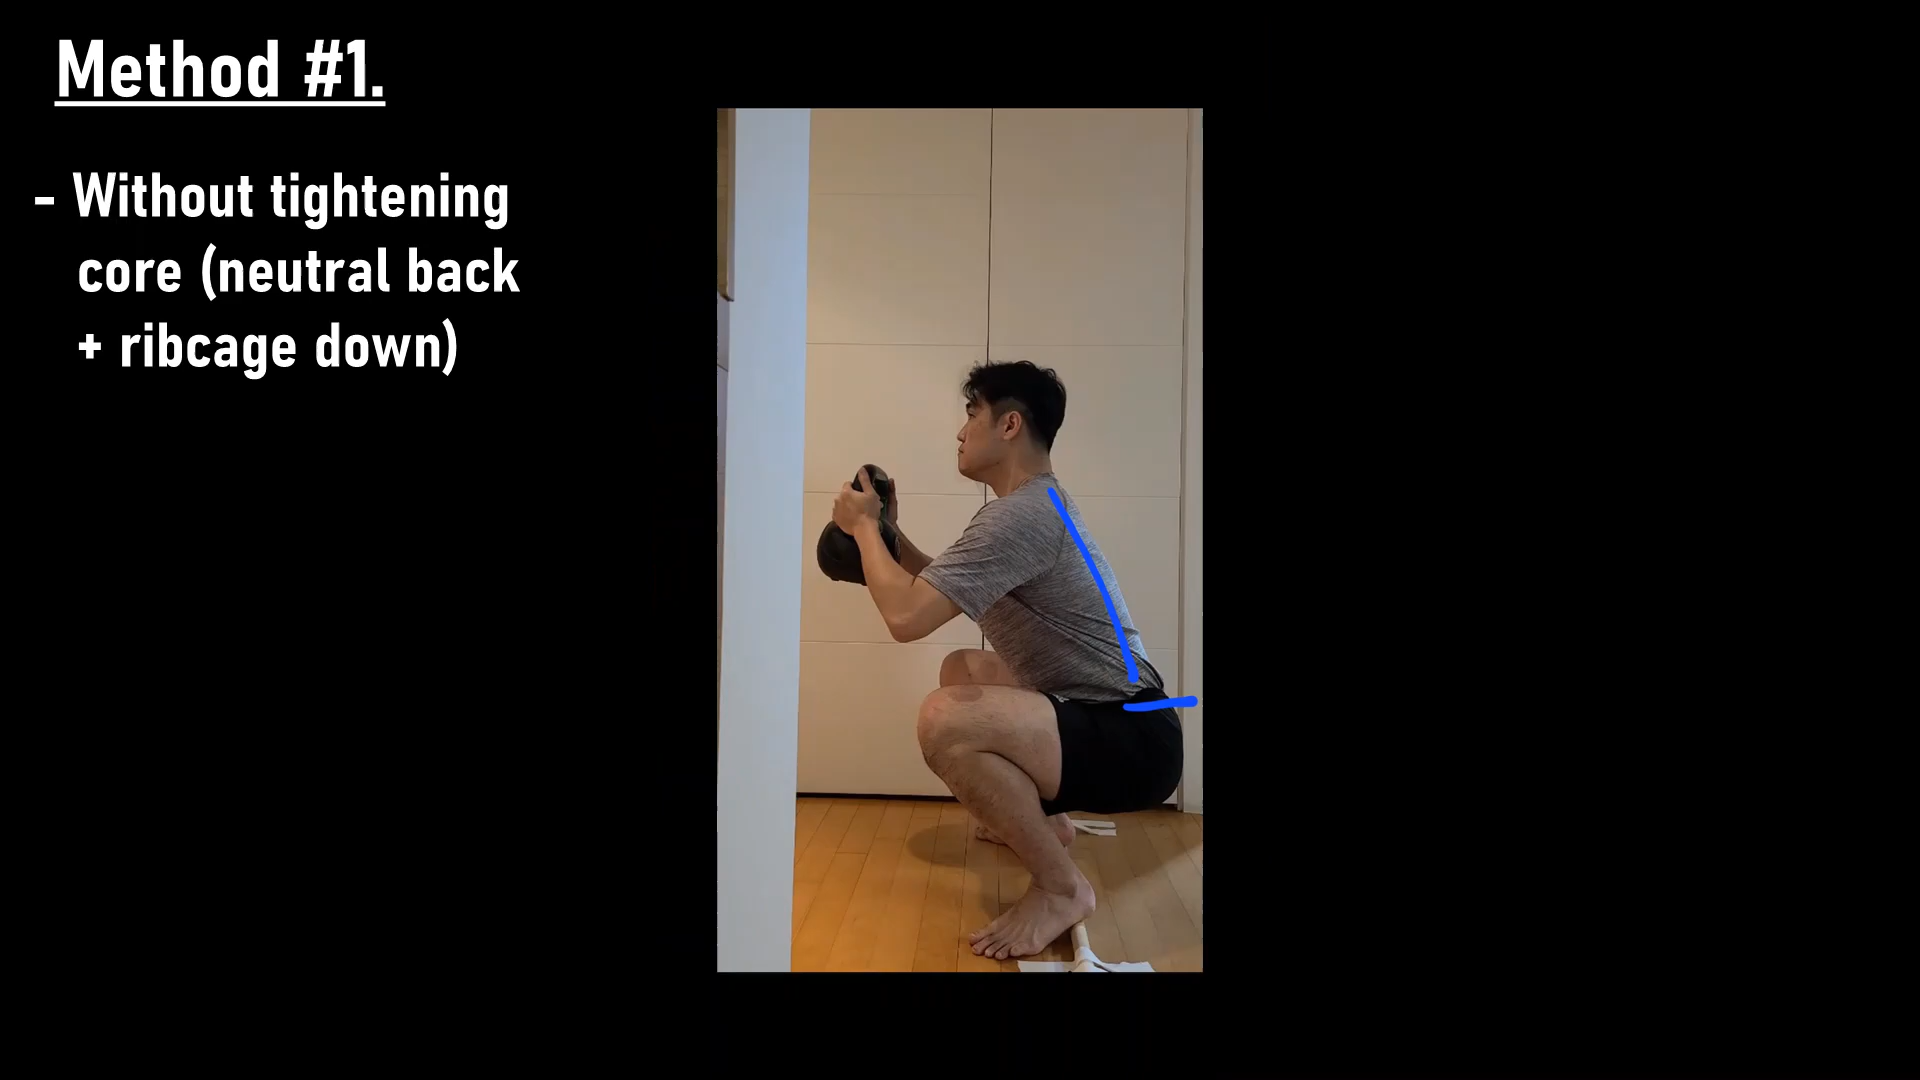 Method #1.
- Without tightening
core (neutral back
+ ribcage down)